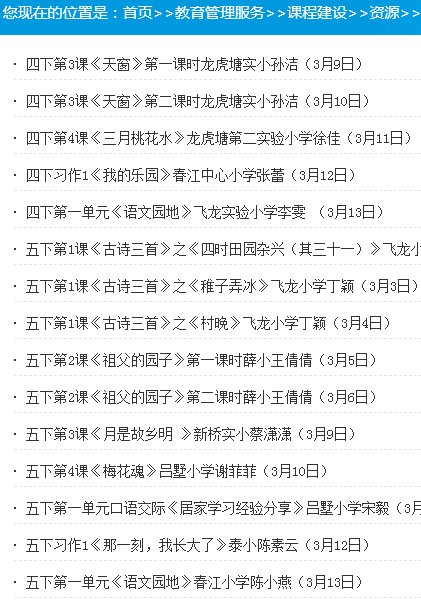 您现在的位置是：首页>>教育管理服务>>课程建设>>资源>>
· 四下第3课《天窗》第一课时龙虎塘实小孙洁（3月9日）
· 四下第3课《天窗》第二课时龙虎塘实小孙洁（3月10日）
· 四下第4课《三月桃花水》龙虎塘第二实验小学徐佳（3月11日）
· 四下习作1《我的乐园》春江中心小学张蕾（3月12日）
· 四下第一单元《语文园地》飞龙实验小学李雯 （3月13日）
· 五下第1课《古诗三首》之《四时田园杂兴（其三十一）》飞龙小
· 五下第1课《古诗三首》之《稚子弄冰》飞龙小学丁颖（3月3日）
· 五下第1课《古诗三首》之《村晚》飞龙小学丁颖（3月4日）
· 五下第2课《祖父的园子》第一课时薛小王倩倩（3月5日）
· 五下第2课《祖父的园子》第二课时薛小王倩倩（3月6日）
· 五下第3课《月是故乡明 》新桥实小蔡潇潇（3月9日）
· 五下第4课《梅花魂》吕墅小学谢菲菲（3月10日）
· 五下第一单元口语交际《居家学习经验分享》吕墅小学宋毅（3月
· 五下习作1《那一刻，我长大了》泰小陈素云（3月12日）
· 五下第一单元《语文园地》春江小学陈小燕（3月13日）